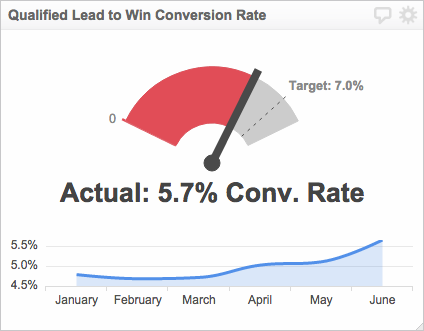 Qualified Lead to Win Conversion Rate
Target: 7.0%
0
Actual: 5.7% Conv. Rate
5.5%
5.0%
4.5%
January February March April May June